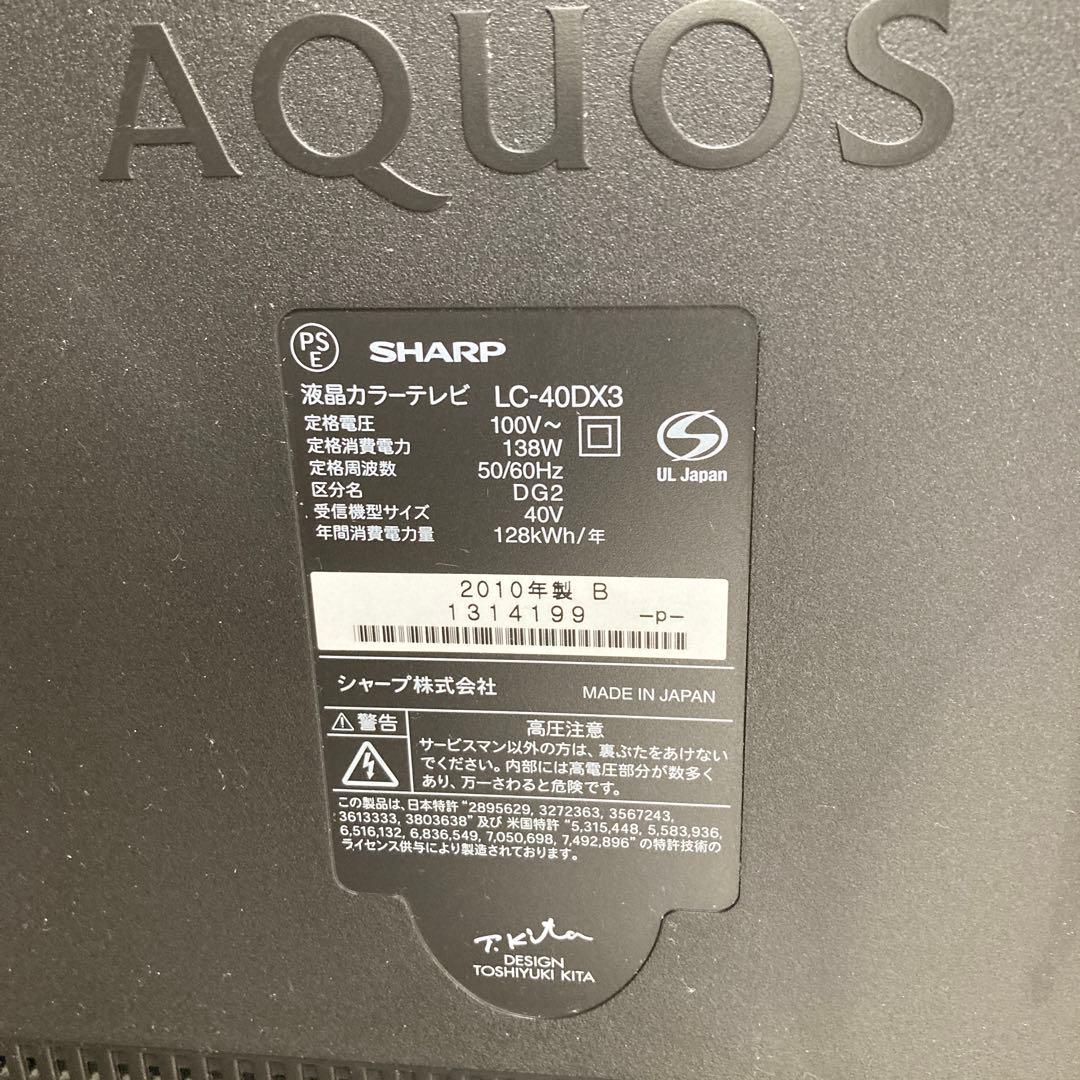 AQUOS
PS
E
SHARP
液晶カラーテレビ LC-40DX3
定格電圧 100V～
定格消費電力 138W
定格周波数 50/60Hz
区分名 DG2
受信機型サイズ 40V
年間消費電力量 128kWh/年
UL Japan
2010年製 B
1314199 -p-
シャープ株式会社 MADE IN JAPAN
警告
高圧注意
サービスマン以外の方は、裏ぶたをあけない
でください。内部には高電圧部分が数多く
あり、万一さわると危険です。
この製品は、日本特許 "2895629, 3272363, 3567243,
3613333, 3803638" 及び 米国特許 "5,315,448, 5,583,936,
6,516,132, 6,836,549, 7,050,698, 7,492,896" の特許技術の
ライセンス供与により製造されております。
T.Kita
DESIGN
TOSHIYUKI KITA